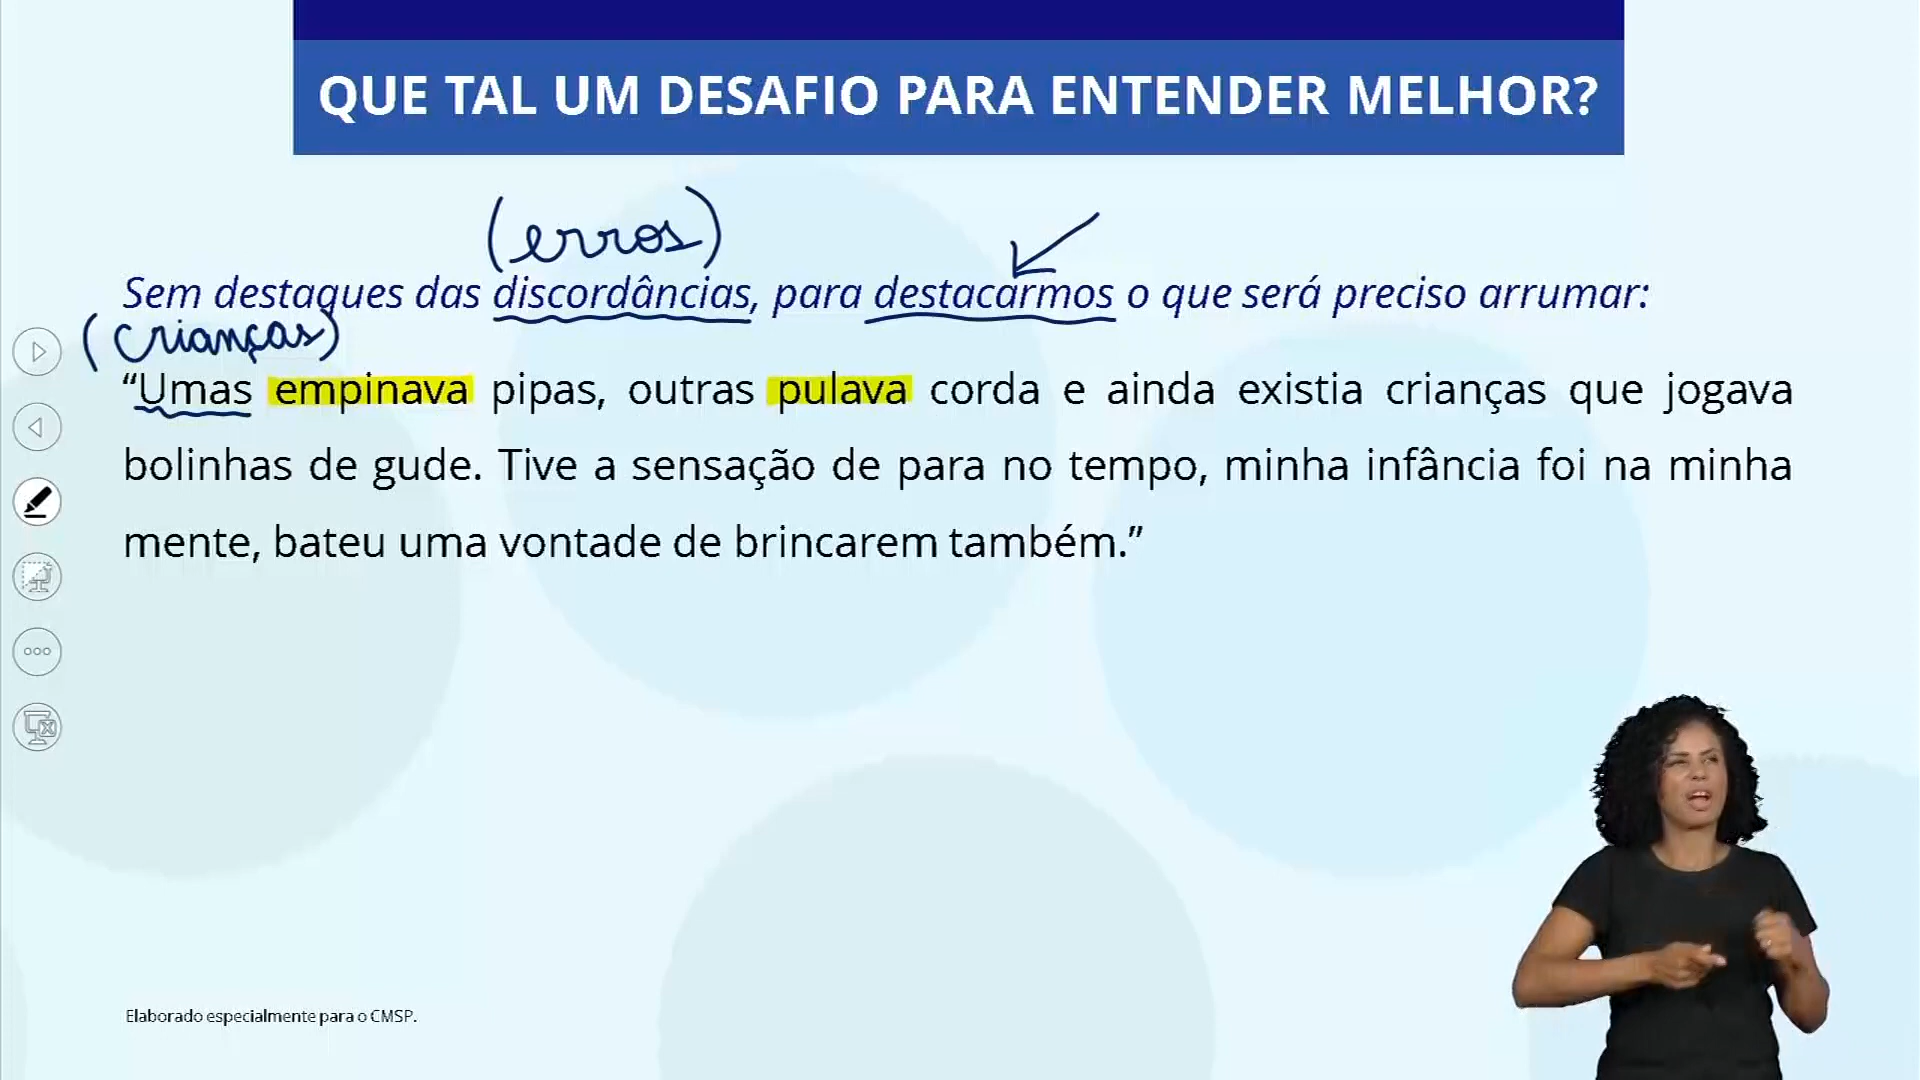 QUE TAL UM DESAFIO PARA ENTENDER MELHOR?
(erros)
Sem destaques das discordâncias, para destacarmos o que será preciso arrumar:
(crianças)
“Umas empinava pipas, outras pulava corda e ainda existia crianças que jogava
bolinhas de gude. Tive a sensação de para no tempo, minha infância foi na minha
mente, bateu uma vontade de brincarem também.”
Elaborado especialmente para o CMSP.